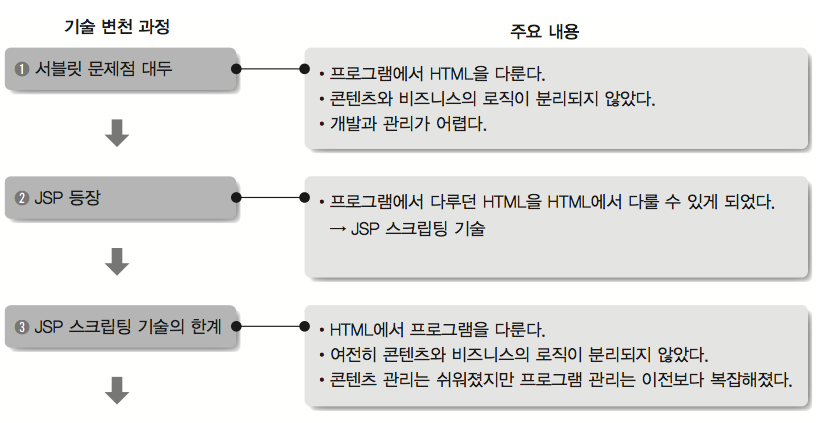 기술 변천 과정
주요 내용
❶ 서블릿 문제점 대두
• 프로그램에서 HTML을 다룬다.
• 콘텐츠와 비즈니스의 로직이 분리되지 않았다.
• 개발과 관리가 어렵다.
❷ JSP 등장
• 프로그램에서 다루던 HTML을 HTML에서 다룰 수 있게 되었다.
→ JSP 스크립팅 기술
❸ JSP 스크립팅 기술의 한계
• HTML에서 프로그램을 다룬다.
• 여전히 콘텐츠와 비즈니스의 로직이 분리되지 않았다.
• 콘텐츠 관리는 쉬워졌지만 프로그램 관리는 이전보다 복잡해졌다.